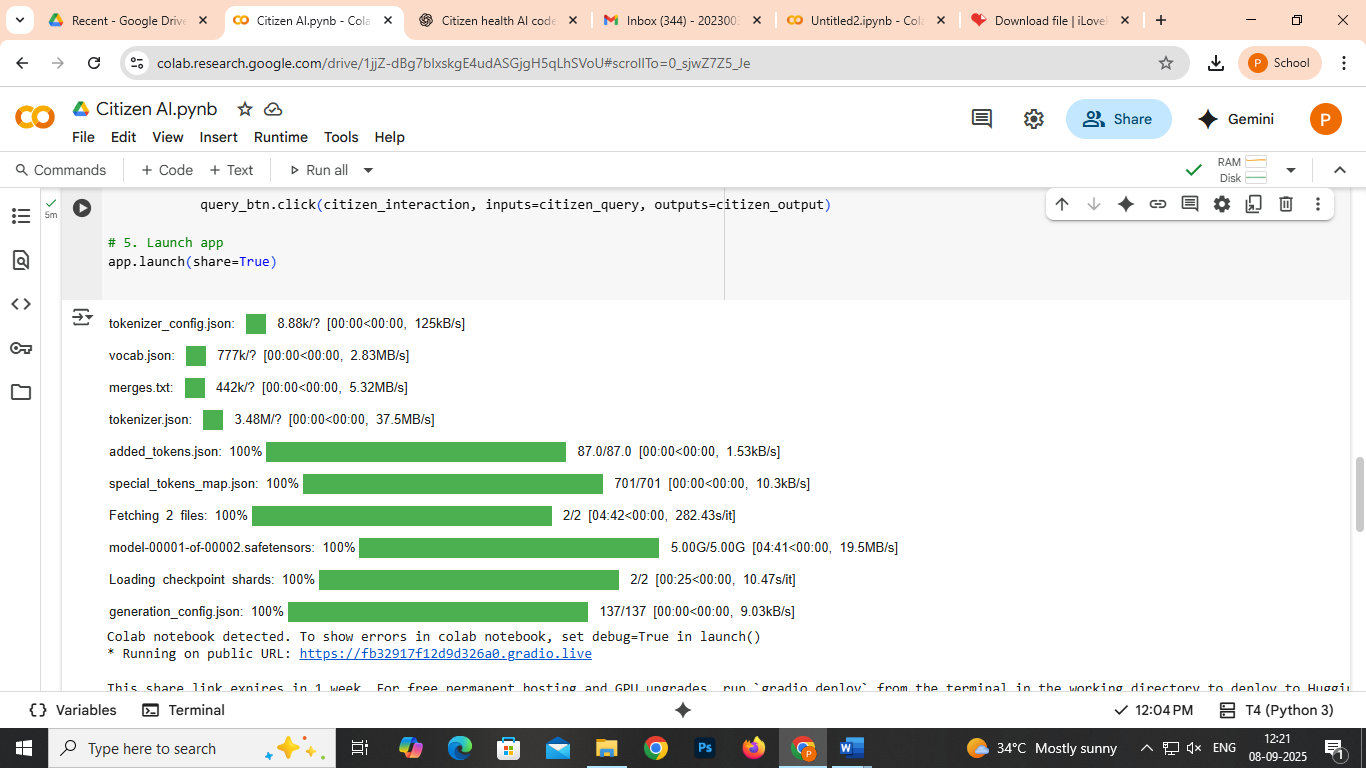 Recent - Google Drive
Citizen AI.pynb - Cola
Citizen health AI code
Inbox (344) - 202300
Untitled2.ipynb - Cola
Download file | iLove
colab.research.google.com/drive/
School
Citizen AI.pynb
File Edit View Insert Runtime Tools Help
Share
Gemini
P
Commands + Code + Text Run all
RAM
Disk
5m
query_btn.click(citizen_interaction, inputs=citizen_query, outputs=citizen_output)
# 5. Launch app
app.launch(share=True)
tokenizer_config.json: 8.88k/? [00:00<00:00, 125kB/s]
vocab.json: 777k/? [00:00<00:00, 2.83MB/s]
merges.txt: 442k/? [00:00<00:00, 5.32MB/s]
tokenizer.json: 3.48M/? [00:00<00:00, 37.5MB/s]
added_tokens.json: 100% 87.0/87.0 [00:00<00:00, 1.53kB/s]
special_tokens_map.json: 100% 701/701 [00:00<00:00, 10.3kB/s]
Fetching 2 files: 100% 2/2 [04:42<00:00, 282.43s/it]
model-00001-of-00002.safetensors: 100% 5.00G/5.00G [04:41<00:00, 19.5MB/s]
Loading checkpoint shards: 100% 2/2 [00:25<00:00, 10.47s/it]
generation_config.json: 100% 137/137 [00:00<00:00, 9.03kB/s]
Colab notebook detected. To show errors in colab notebook, set debug=True in launch()
* Running on public URL: https://fb32917f12d9d326a0.gradio.live
This share link expires in 1 week. For free permanent hosting and GPU upgrades, run `gradio deploy` from the terminal in the working directory to deploy to Huggi
Variables Terminal
12:04 PM T4 (Python 3)
Type here to search
34°C Mostly sunny
ENG
12:21
08-09-2025
1